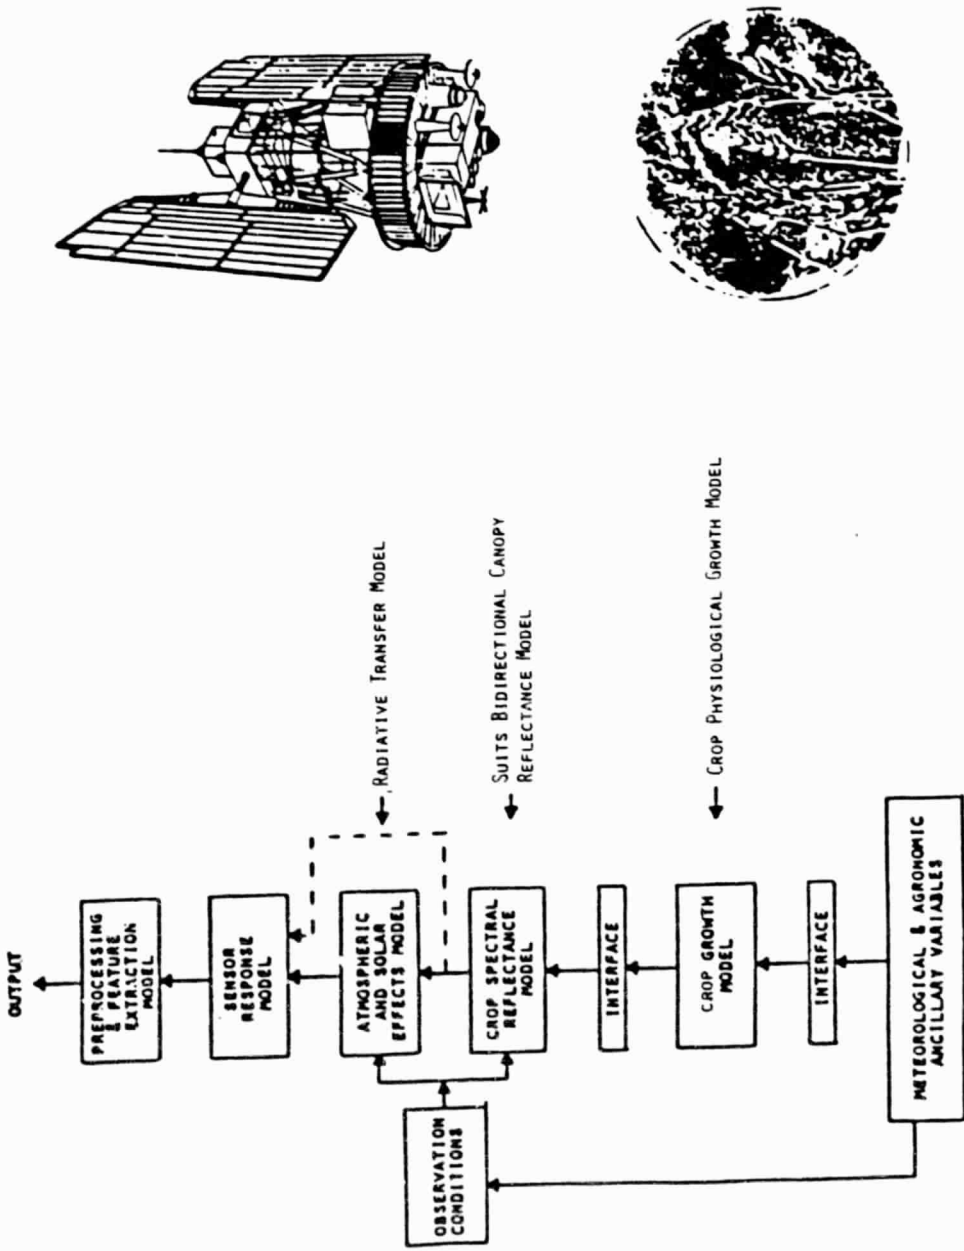 OUTPUT
PREPROCESSING
& FEATURE
EXTRACTION
MODEL
SENSOR
RESPONSE
MODEL
ATMOSPHERIC
AND SOLAR
EFFECTS MODEL
RADIATIVE TRANSFER MODEL
OBSERVATION
CONDITIONS
CROP SPECTRAL
REFLECTANCE
MODEL
SUITS BIDIRECTIONAL CANOPY
REFLECTANCE MODEL
INTERFACE
CROP GROWTH
MODEL
CROP PHYSIOLOGICAL GROWTH MODEL
INTERFACE
METEOROLOGICAL & AGRONOMIC
ANCILLARY VARIABLES